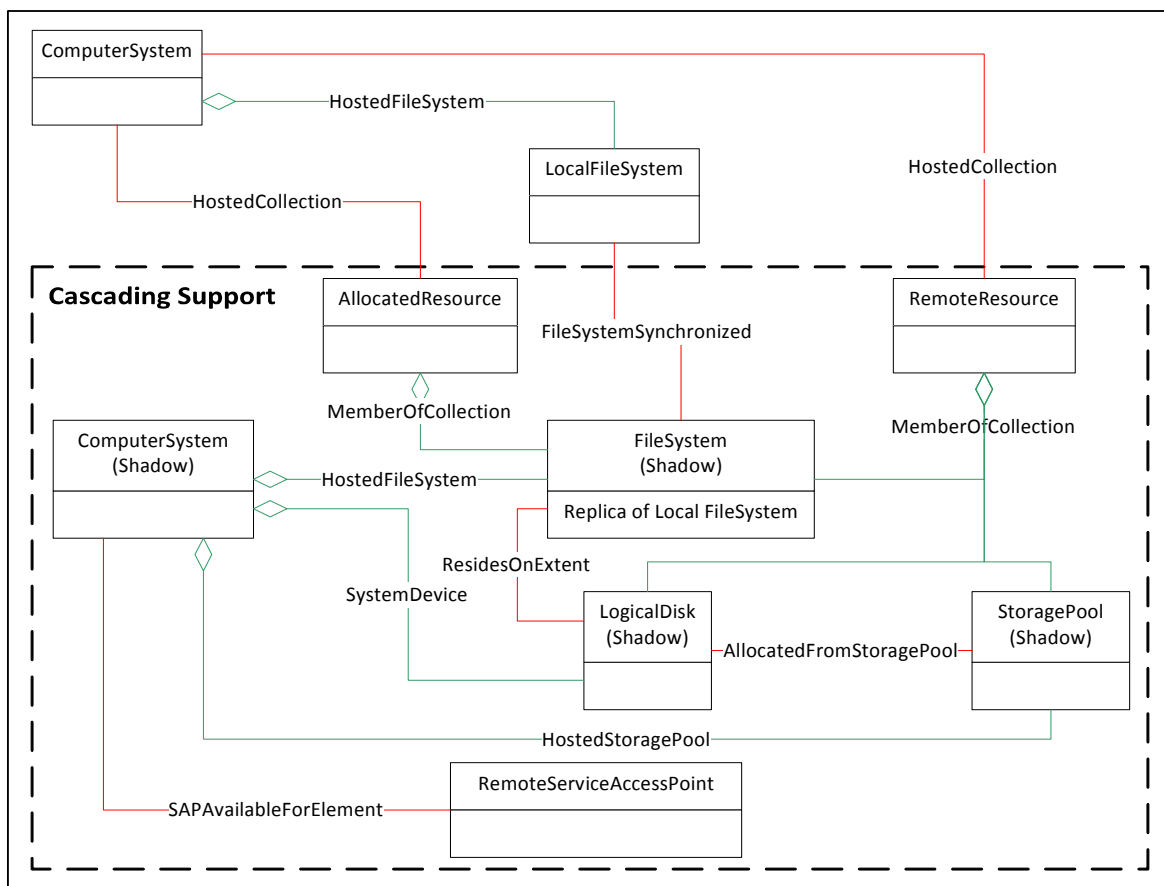 ComputerSystem
HostedFileSystem
LocalFileSystem
HostedCollection
HostedCollection
Cascading Support
AllocatedResource
RemoteResource
FileSystemSynchronized
MemberOfCollection
MemberOfCollection
ComputerSystem
(Shadow)
FileSystem
(Shadow)
HostedFileSystem
Replica of Local FileSystem
ResidesOnExtent
SystemDevice
LogicalDisk
(Shadow)
StoragePool
(Shadow)
AllocatedFromStoragePool
HostedStoragePool
RemoteServiceAccessPoint
SAPAvailableForElement